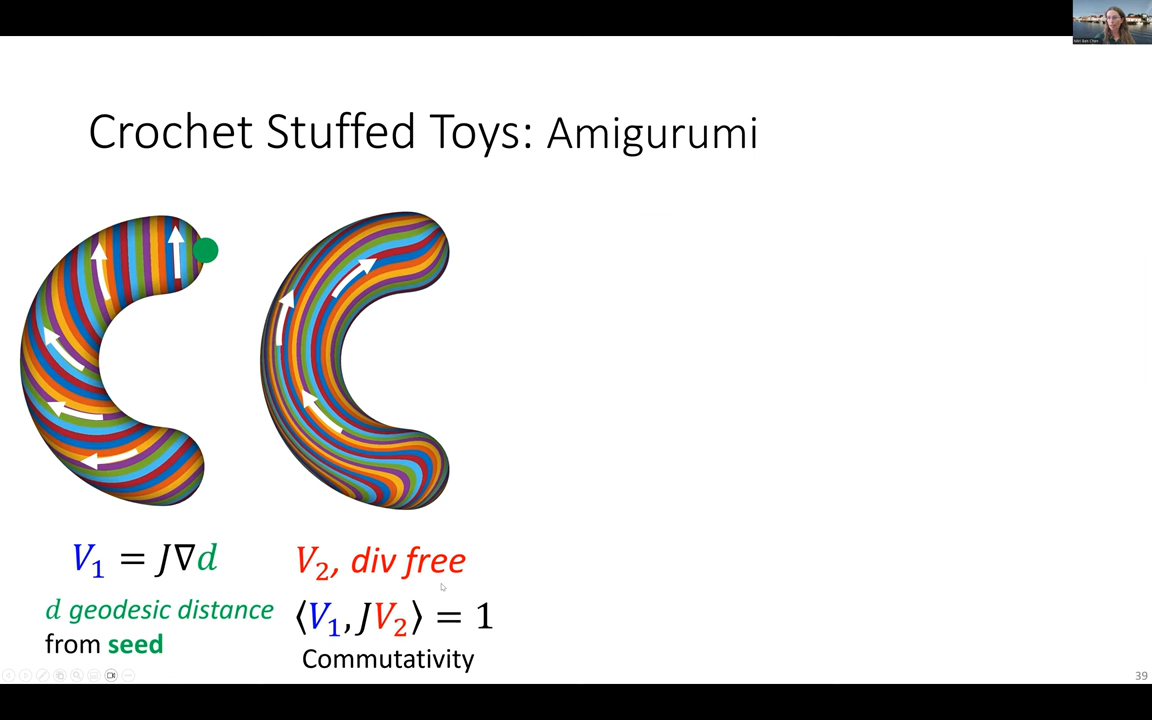 Crochet Stuffed Toys: Amigurumi
V₁ = J∇d
d geodesic distance
from seed
V₂, div free
⟨V₁, JV₂⟩ = 1
Commutativity
39